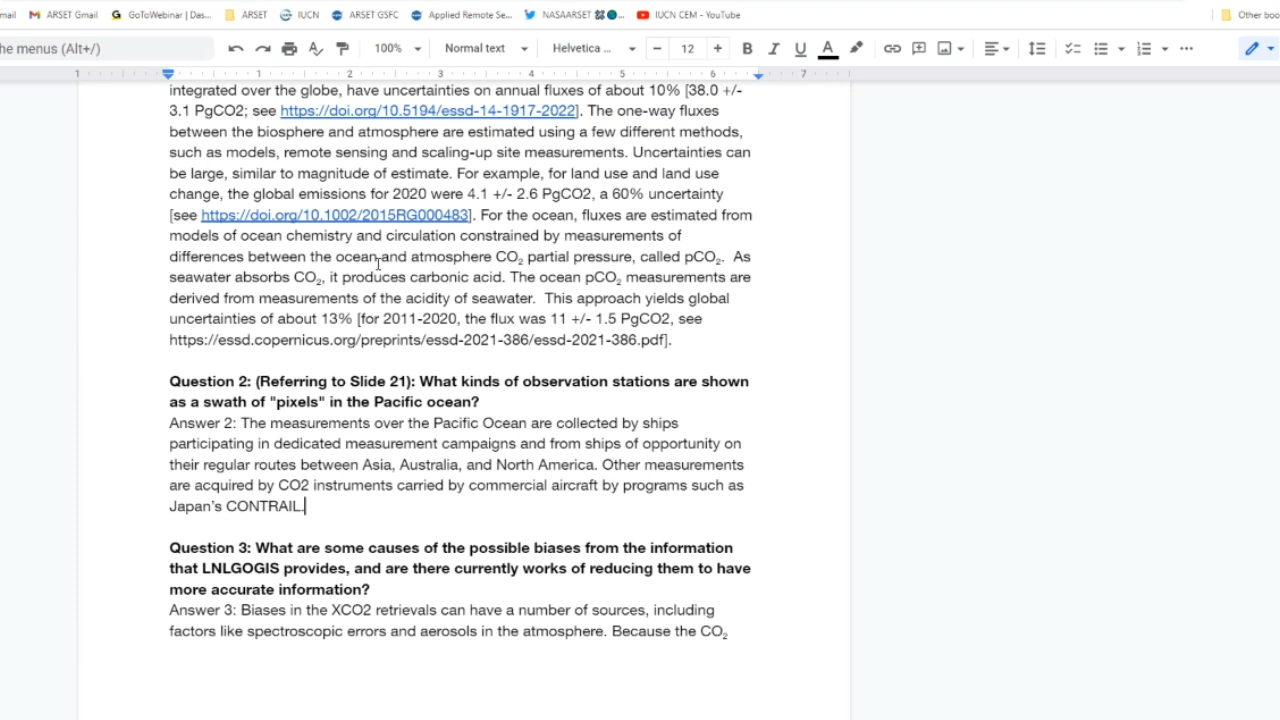 mail ARSET Gmail GoToWebinar | Das... ARSET IUCN ARSET GSFC Applied Remote Se... NASAARSET IUCN CEM - YouTube Other boo
he menus (Alt+/) 100% Normal text Helvetica ... − 12 + B I U A
1 1 2 3 4 5 6 7
integrated over the globe, have uncertainties on annual fluxes of about 10% [38.0 +/-
3.1 PgCO2; see https://doi.org/10.5194/essd-14-1917-2022]. The one-way fluxes
between the biosphere and atmosphere are estimated using a few different methods,
such as models, remote sensing and scaling-up site measurements. Uncertainties can
be large, similar to magnitude of estimate. For example, for land use and land use
change, the global emissions for 2020 were 4.1 +/- 2.6 PgCO2, a 60% uncertainty
[see https://doi.org/10.1002/2015RG000483]. For the ocean, fluxes are estimated from
models of ocean chemistry and circulation constrained by measurements of
differences between the ocean and atmosphere CO₂ partial pressure, called pCO₂.  As
seawater absorbs CO₂, it produces carbonic acid. The ocean pCO₂ measurements are
derived from measurements of the acidity of seawater.  This approach yields global
uncertainties of about 13% [for 2011-2020, the flux was 11 +/- 1.5 PgCO2, see
https://essd.copernicus.org/preprints/essd-2021-386/essd-2021-386.pdf].
Question 2: (Referring to Slide 21): What kinds of observation stations are shown
as a swath of "pixels" in the Pacific ocean?
Answer 2: The measurements over the Pacific Ocean are collected by ships
participating in dedicated measurement campaigns and from ships of opportunity on
their regular routes between Asia, Australia, and North America. Other measurements
are acquired by CO2 instruments carried by commercial aircraft by programs such as
Japan's CONTRAIL.
Question 3: What are some causes of the possible biases from the information
that LNLGOGIS provides, and are there currently works of reducing them to have
more accurate information?
Answer 3: Biases in the XCO2 retrievals can have a number of sources, including
factors like spectroscopic errors and aerosols in the atmosphere. Because the CO₂